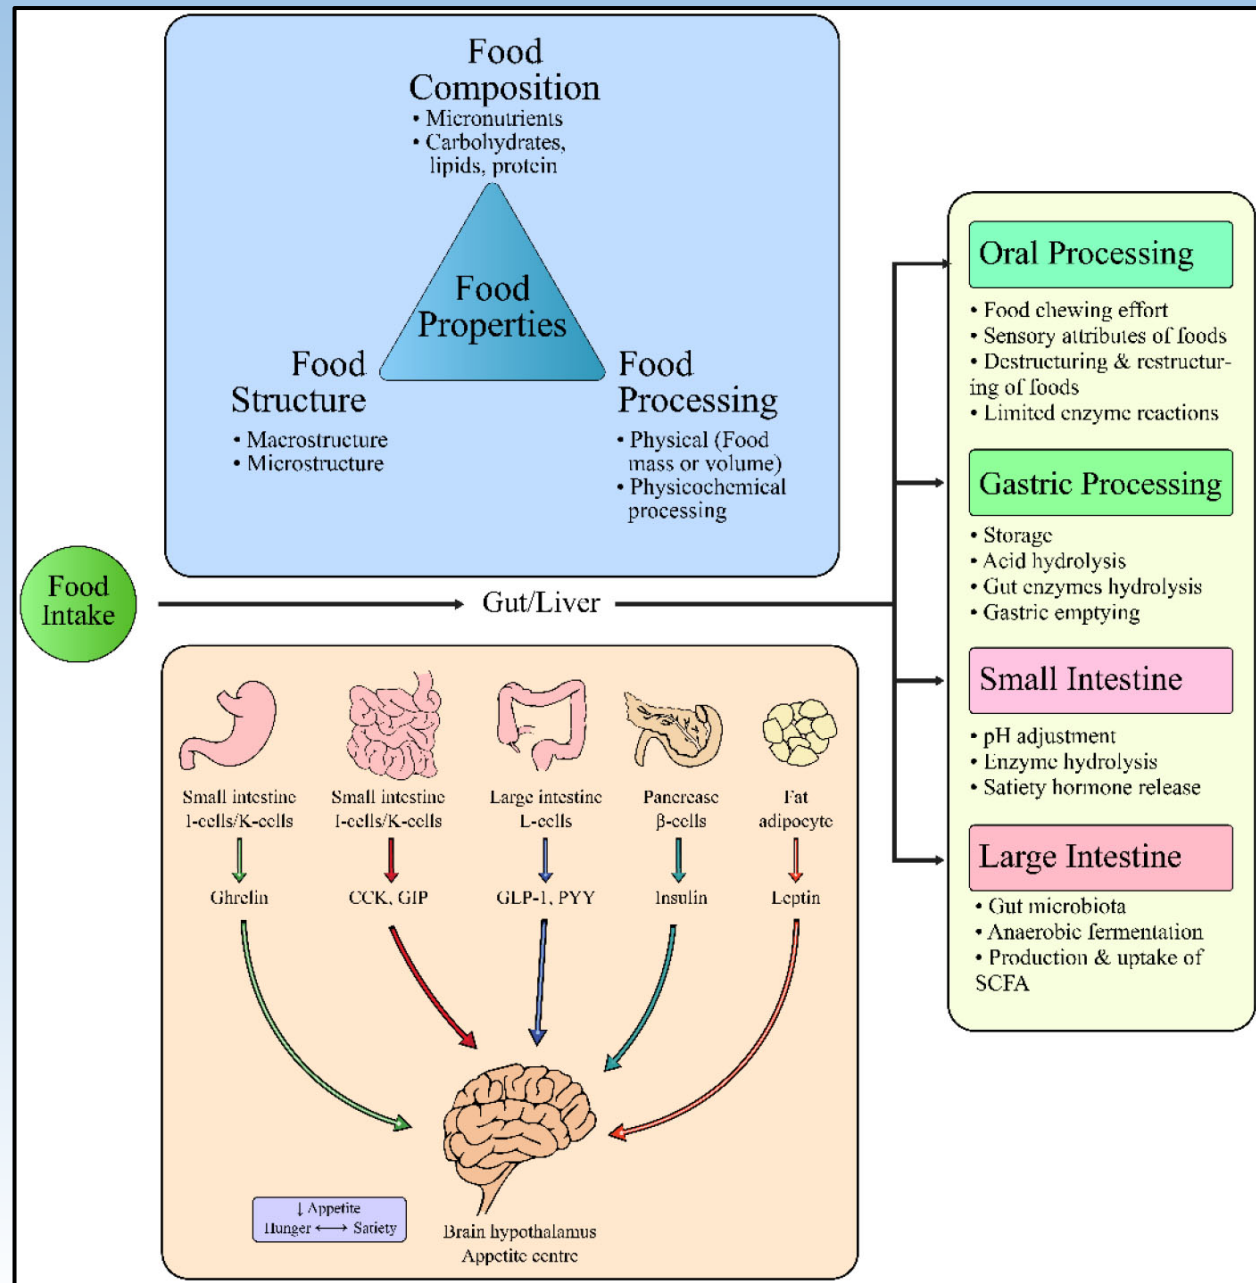 Food
Composition
• Micronutrients
• Carbohydrates,
lipids, protein
Food
Properties
Food
Structure
• Macrostructure
• Microstructure
Food
Processing
• Physical (Food
mass or volume)
• Physicochemical
processing
Food
Intake
Gut/Liver
Oral Processing
• Food chewing effort
• Sensory attributes of foods
• Destructuring & restructur-
ing of foods
• Limited enzyme reactions
Gastric Processing
• Storage
• Acid hydrolysis
• Gut enzymes hydrolysis
• Gastric emptying
Small Intestine
• pH adjustment
• Enzyme hydrolysis
• Satiety hormone release
Large Intestine
• Gut microbiota
• Anaerobic fermentation
• Production & uptake of
SCFA
Small intestine
1-cells/K-cells
Small intestine
I-cells/K-cells
Large intestine
L-cells
Pancrease
β-cells
Fat
adipocyte
Ghrelin
CCK, GIP
GLP-1, PYY
Insulin
Leptin
↓ Appetite
Hunger ⟷ Satiety
Brain hypothalamus
Appetite centre